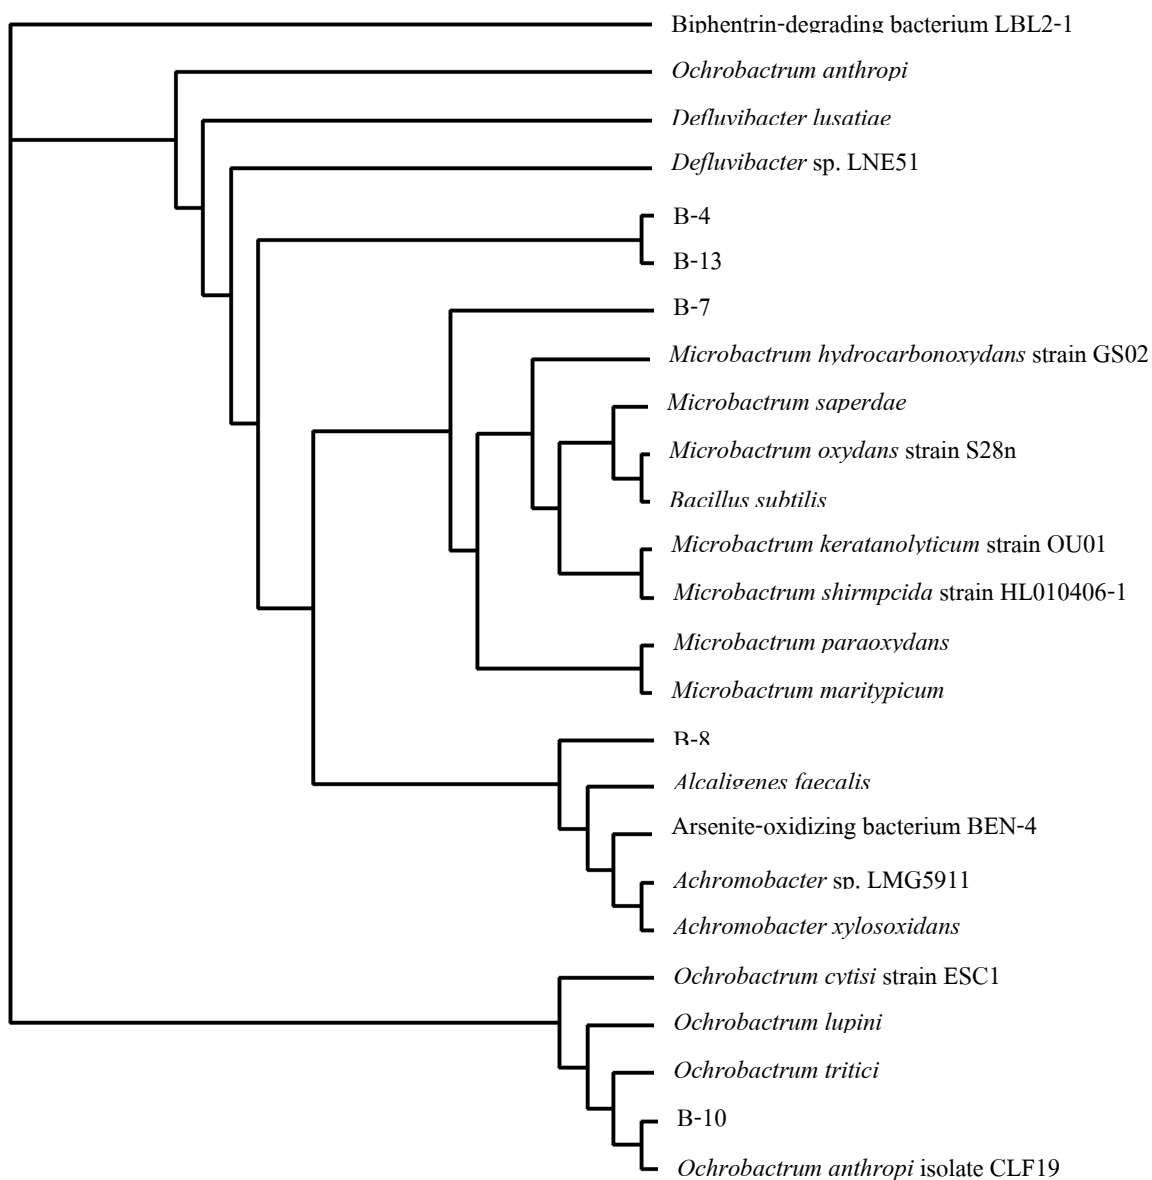 Biphentrin-degrading bacterium LBL2-1
Ochrobactrum anthropi
Defluvibacter lusatiae
Defluvibacter sp. LNE51
B-4
B-13
B-7
Microbactrum hydrocarbonoxydans strain GS02
Microbactrum saperdae
Microbactrum oxydans strain S28n
Bacillus subtilis
Microbactrum keratanolyticum strain OU01
Microbactrum shirmpcida strain HL010406-1
Microbactrum paraoxydans
Microbactrum maritypicum
B-8
Alcaligenes faecalis
Arsenite-oxidizing bacterium BEN-4
Achromobacter sp. LMG5911
Achromobacter xylosoxidans
Ochrobactrum cytisi strain ESC1
Ochrobactrum lupini
Ochrobactrum tritici
B-10
Ochrobactrum anthropi isolate CLF19